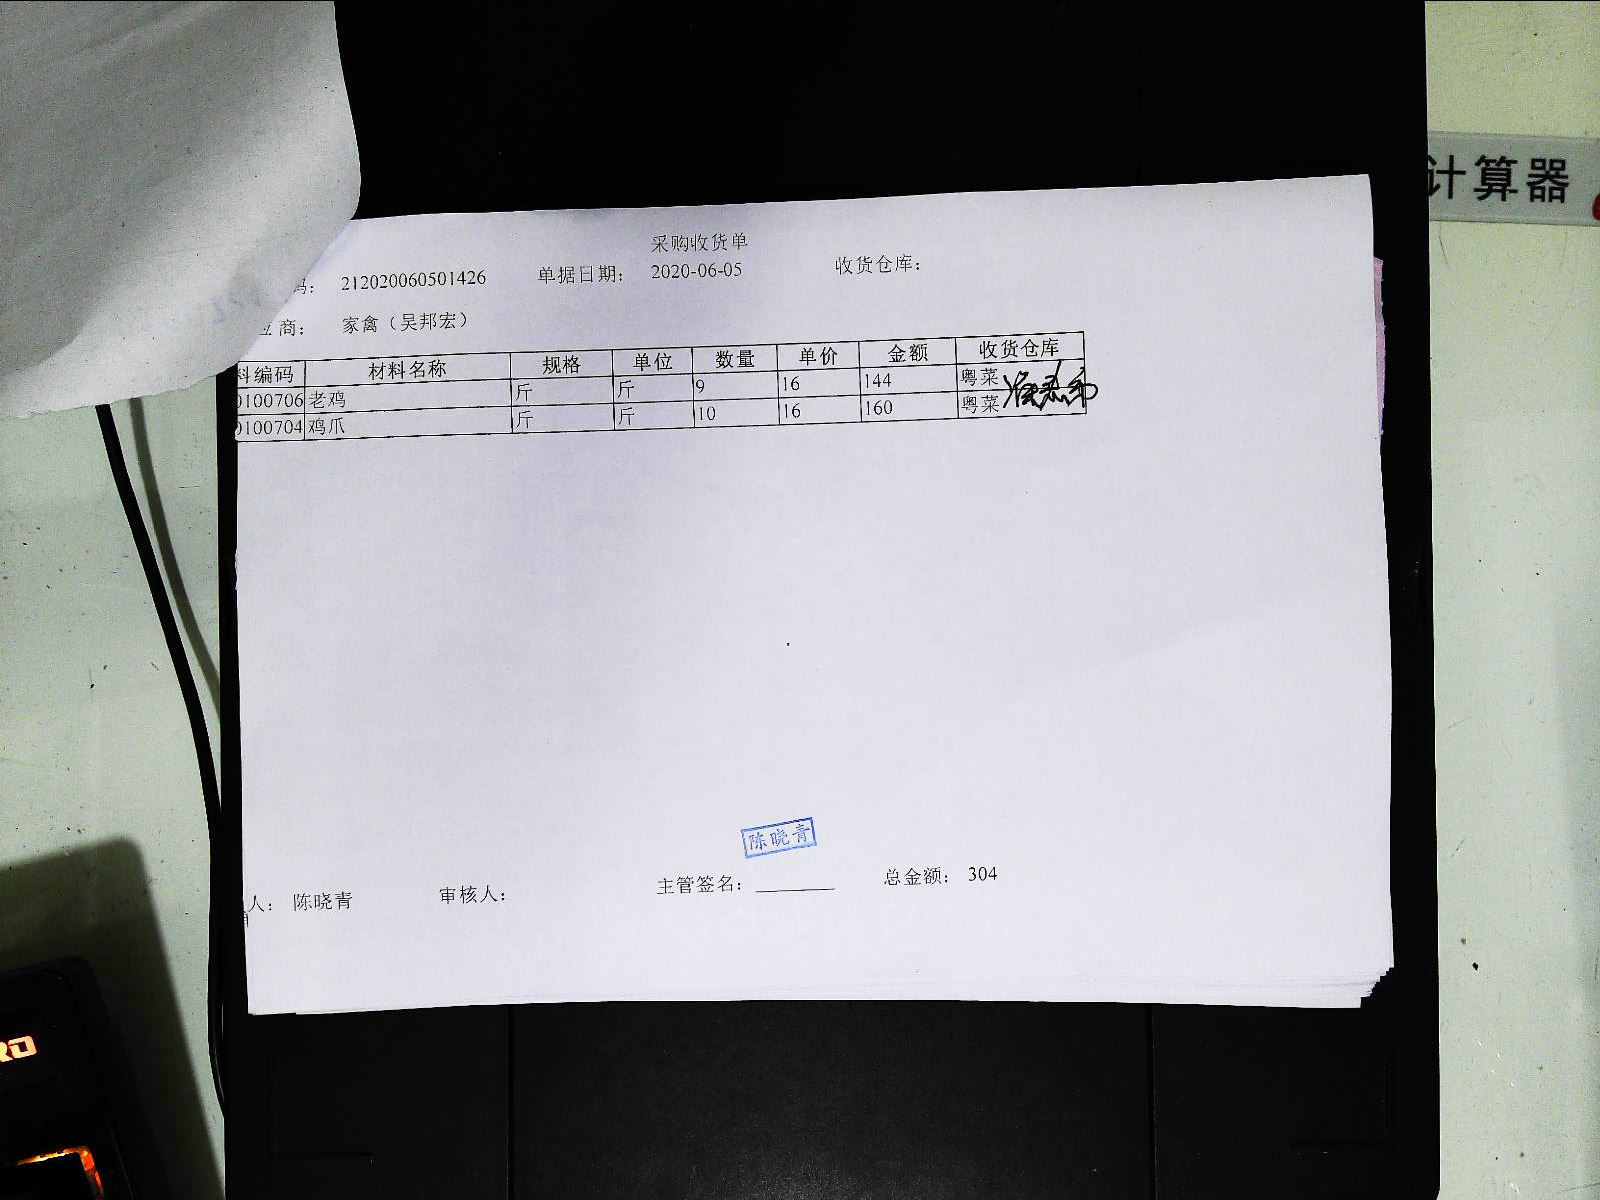 计算器
采购收货单
码： 212020060501426 单据日期： 2020-06-05 收货仓库：
应商： 家禽（吴邦宏）
料编码 材料名称 规格 单位 数量 单价 金额 收货仓库
0100706 老鸡 斤 斤 9 16 144 粤菜
0100704 鸡爪 斤 斤 10 16 160 粤菜
陈晓青
人： 陈晓青 审核人： 主管签名： 总金额： 304
RO